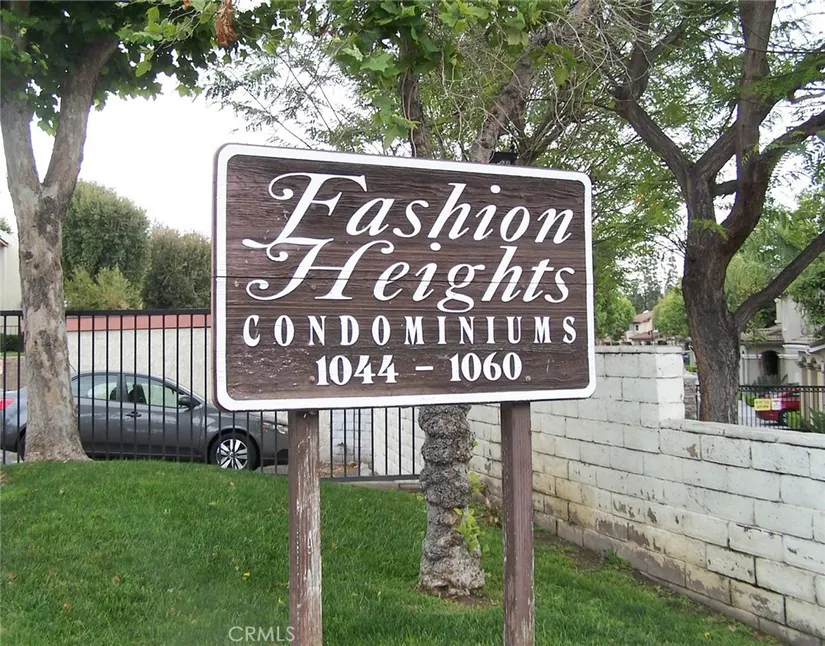 Fashion
Heights
CONDOMINIUMS
1044 – 1060
CRMLS